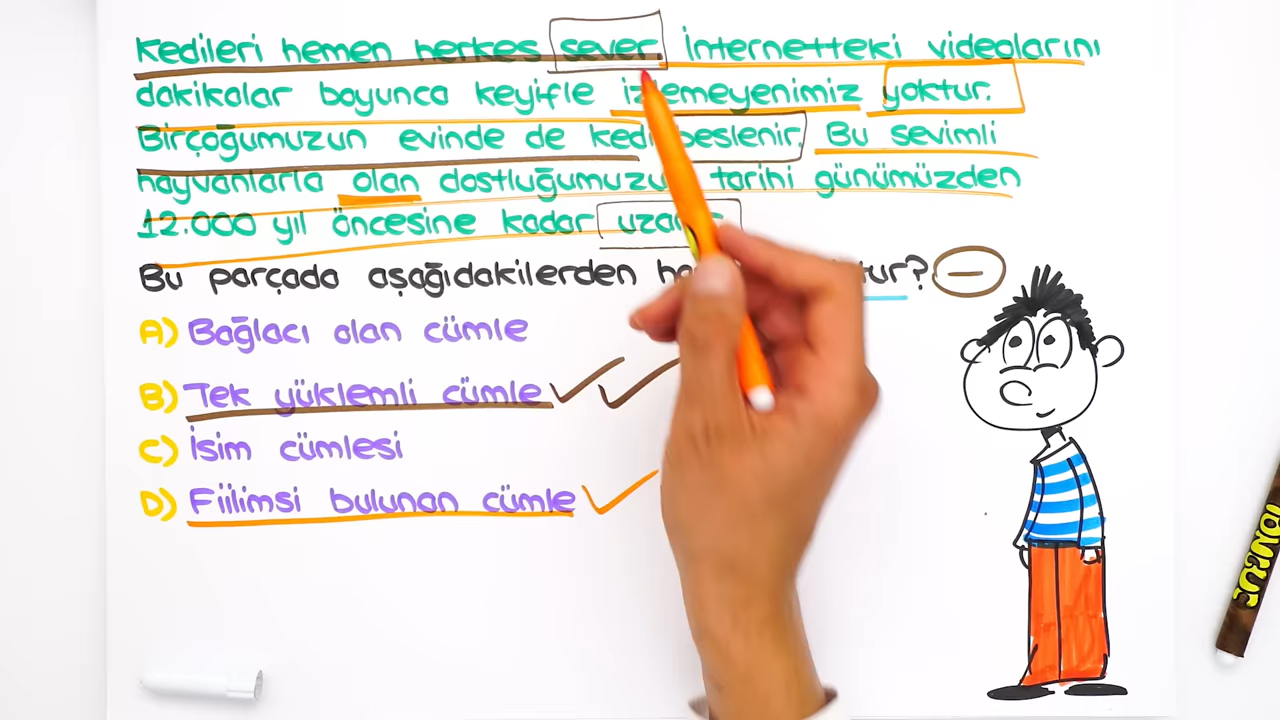 Kedileri hemen herkes sever İnternetteki videolarını
dakikalar boyunca keyifle izlemeyenimiz yoktur.
Birçoğumuzun evinde de kedi beslenir. Bu sevimli
hayvanlarla olan dostluğumuzu tarihi günümüzden
12.000 yıl öncesine kadar
Bu parçada aşağıdakilerden
A) Bağlacı olan cümle
B) Tek yüklemli cümle
C) İsim cümlesi
D) Fiilimsi bulunan cümle